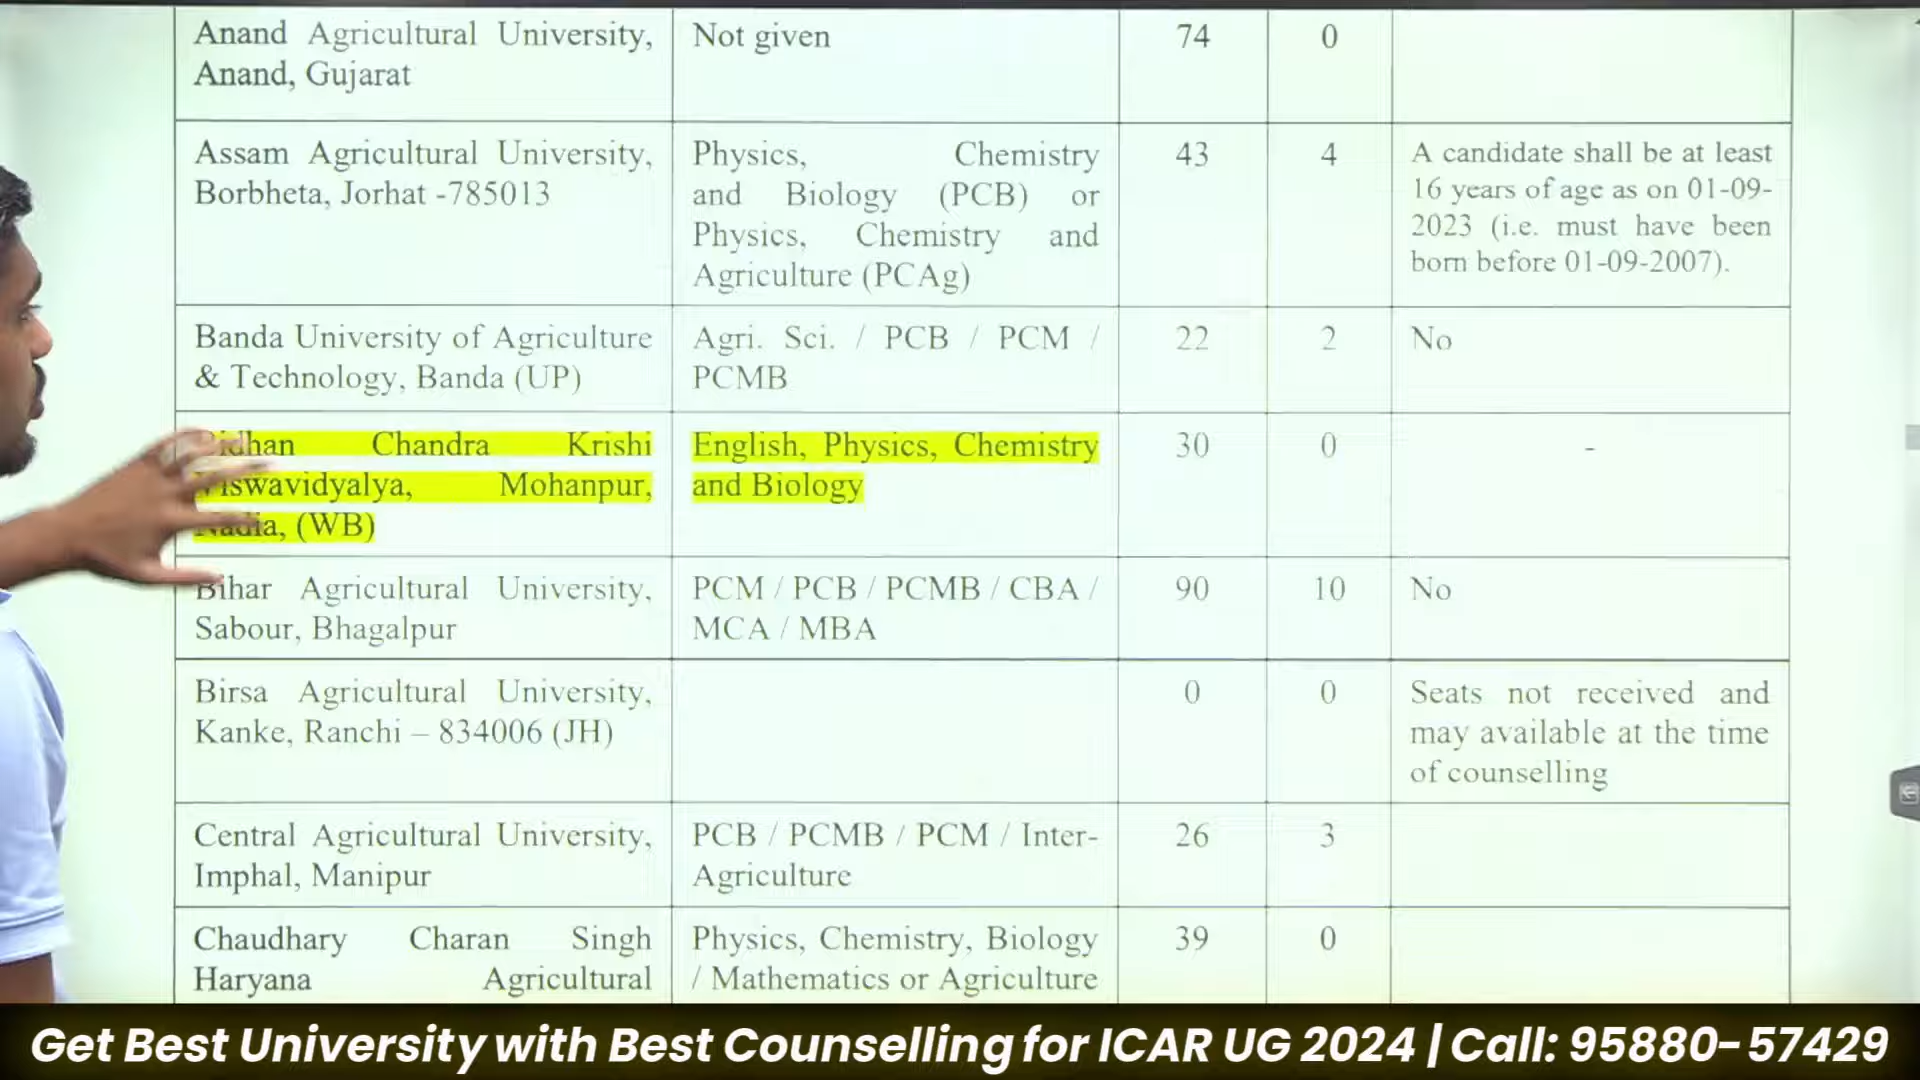 Anand Agricultural University,
Anand, Gujarat
Not given
74
0
Assam Agricultural University,
Borbheta, Jorhat -785013
Physics, Chemistry
and Biology (PCB) or
Physics, Chemistry and
Agriculture (PCAg)
43
4
A candidate shall be at least
16 years of age as on 01-09-
2023 (i.e. must have been
born before 01-09-2007).
Banda University of Agriculture
& Technology, Banda (UP)
Agri. Sci. / PCB / PCM /
PCMB
22
2
No
Bidhan Chandra Krishi
Viswavidyalya, Mohanpur,
Nadia, (WB)
English, Physics, Chemistry
and Biology
30
0
-
Bihar Agricultural University,
Sabour, Bhagalpur
PCM / PCB / PCMB / CBA /
MCA / MBA
90
10
No
Birsa Agricultural University,
Kanke, Ranchi – 834006 (JH)
0
0
Seats not received and
may available at the time
of counselling
Central Agricultural University,
Imphal, Manipur
PCB / PCMB / PCM / Inter-
Agriculture
26
3
Chaudhary Charan Singh
Haryana Agricultural
Physics, Chemistry, Biology
/ Mathematics or Agriculture
39
0
Get Best University with Best Counselling for ICAR UG 2024 | Call: 95880-57429